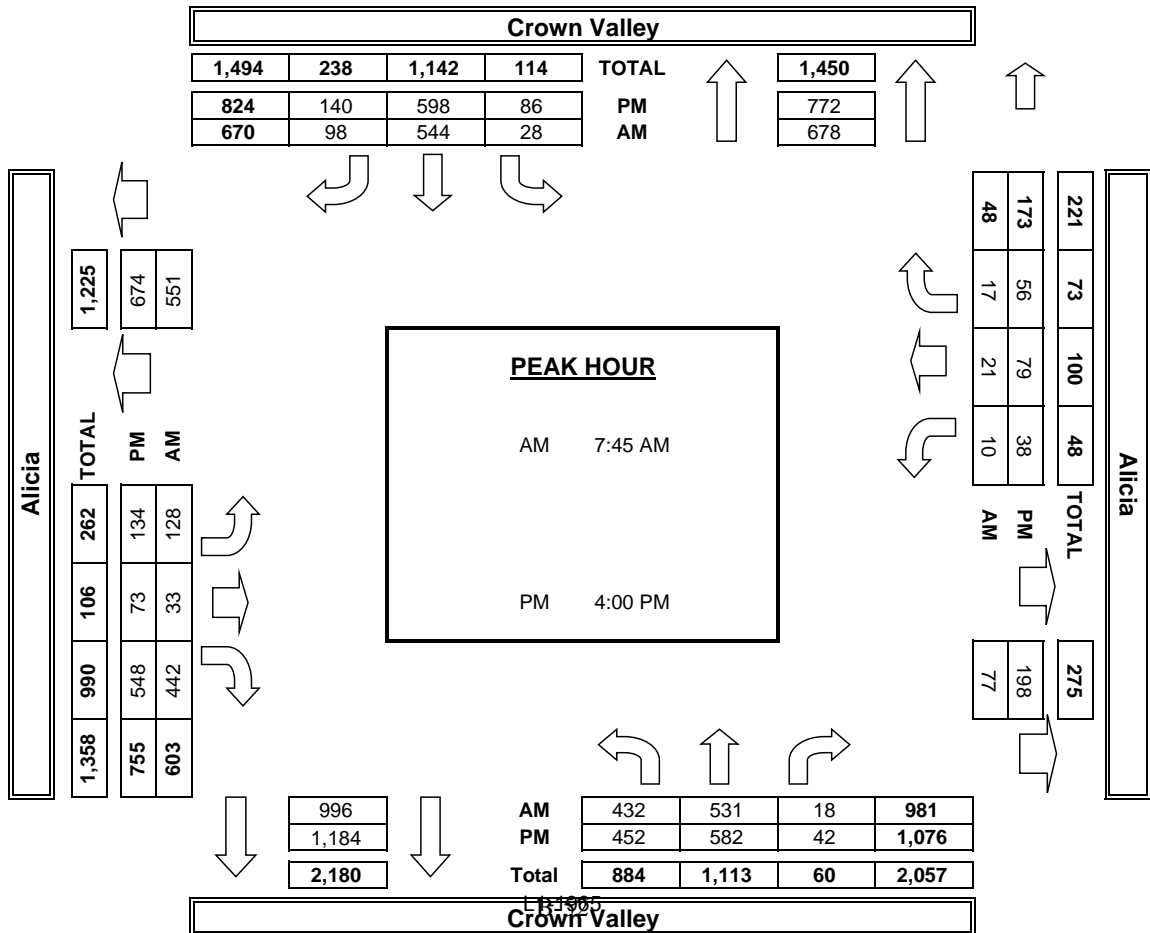 Crown Valley
1,494 238 1,142 114 TOTAL 1,450
824 140 598 86 PM 772
670 98 544 28 AM 678
Alicia
1,225
674
551
TOTAL PM AM
262 134 128
106 73 33
990 548 442
1,358 755 603
PEAK HOUR
AM 7:45 AM
PM 4:00 PM
48 173 221
17 56 73
21 79 100
10 38 48
AM PM TOTAL
77 198 275
Alicia
996 AM 432 531 18 981
1,184 PM 452 582 42 1,076
2,180 Total 884 1,113 60 2,057
Crown Valley